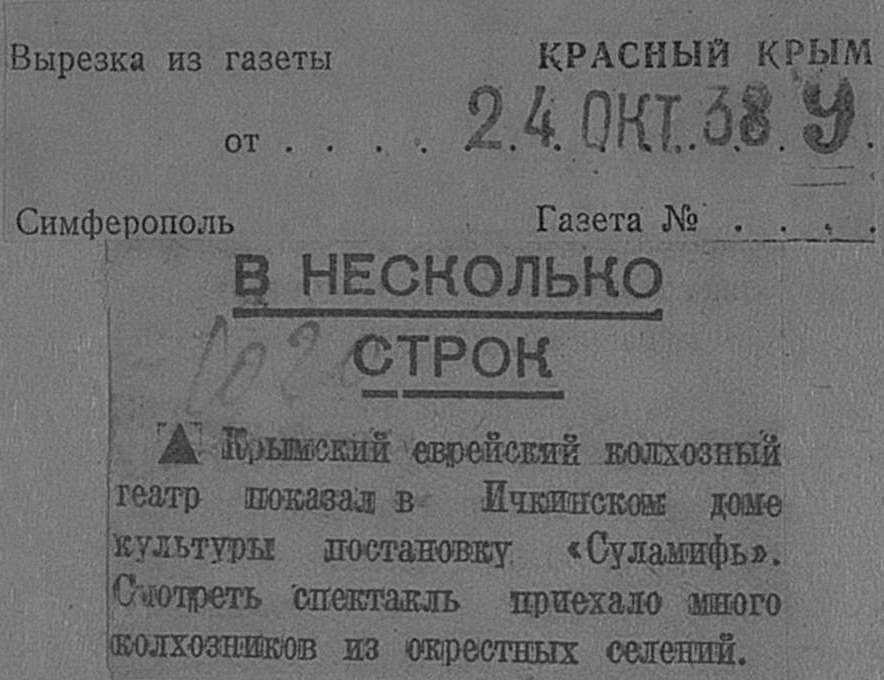 Вырезка из газеты КРАСНЫЙ КРЫМ
от . . . . 24 ОКТ. 38 У
Симферополь Газета № . . . .
В НЕСКОЛЬКО
СТРОК
▲ Крымский еврейский колхозный
театр показал в Ичкинском доме
культуры постановку «Суламифь».
Смотреть спектакль приехало много
колхозников из окрестных селений.